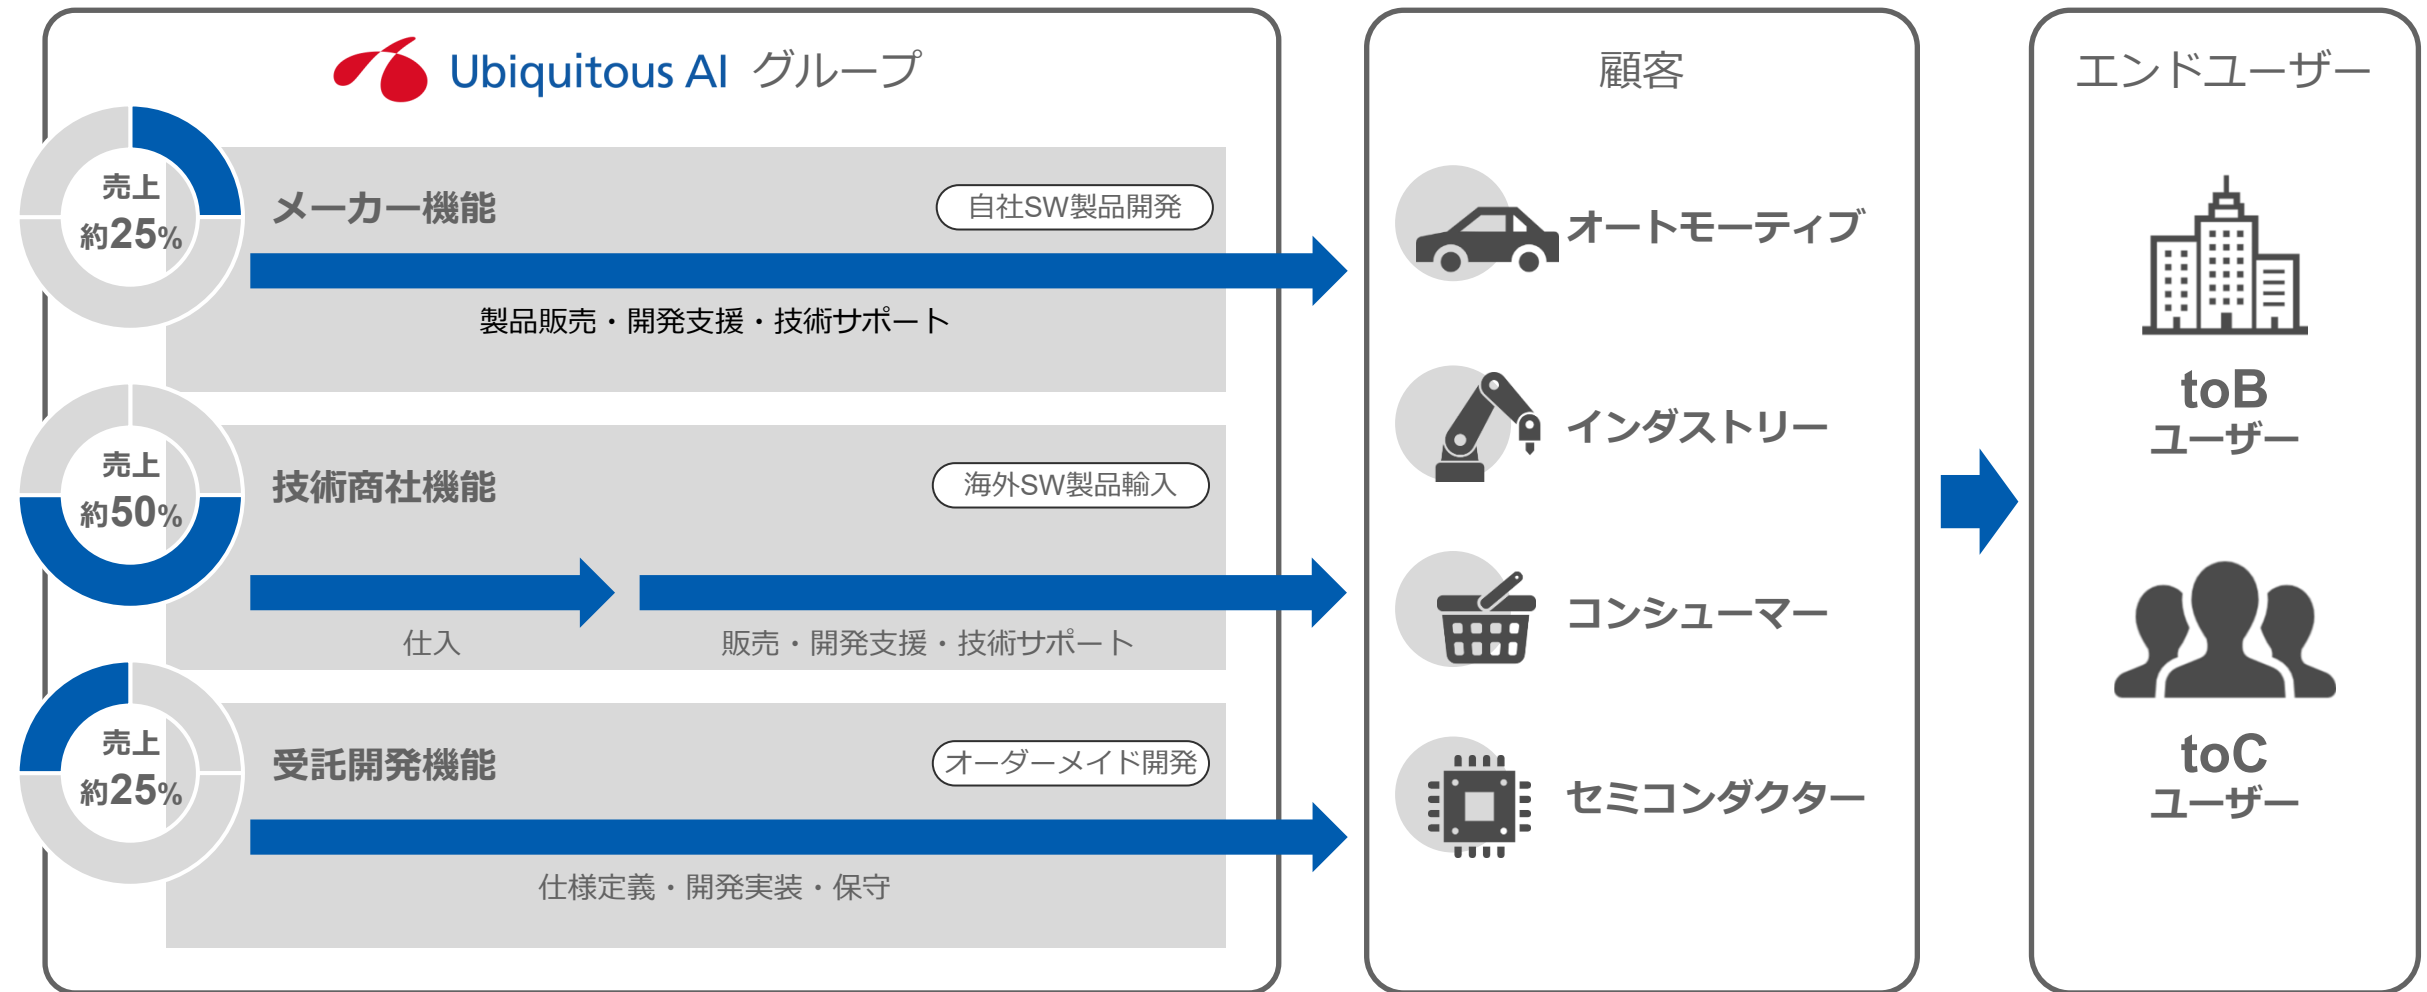 Ubiquitous AI グループ
売上
約25%
メーカー機能
自社SW製品開発
製品販売・開発支援・技術サポート
売上
約50%
技術商社機能
海外SW製品輸入
仕入
販売・開発支援・技術サポート
売上
約25%
受託開発機能
オーダーメイド開発
仕様定義・開発実装・保守
顧客
オートモーティブ
インダストリー
コンシューマー
セミコンダクター
エンドユーザー
toB
ユーザー
toC
ユーザー